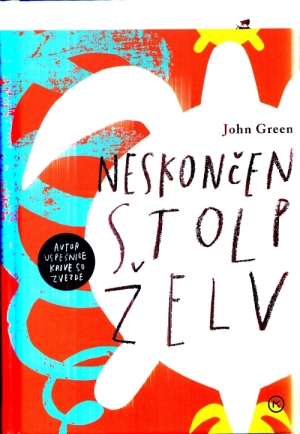 John Green
NESKONČEN
STOLP
ŽELV
AVTOR
USPEŠNICE
KRIVE SO
ZVEZDE